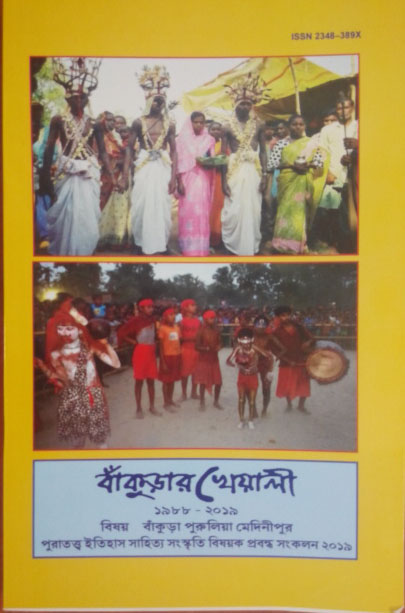 ISSN 2348-389X
বাঁকুড়ার খেয়ালী
১৯৮৮ - ২০১৯
বিষয় বাঁকুড়া পুরুলিয়া মেদিনীপুর
পুরাতত্ত্ব ইতিহাস সাহিত্য সংস্কৃতি বিষয়ক প্রবন্ধ সংকলন ২০১৯